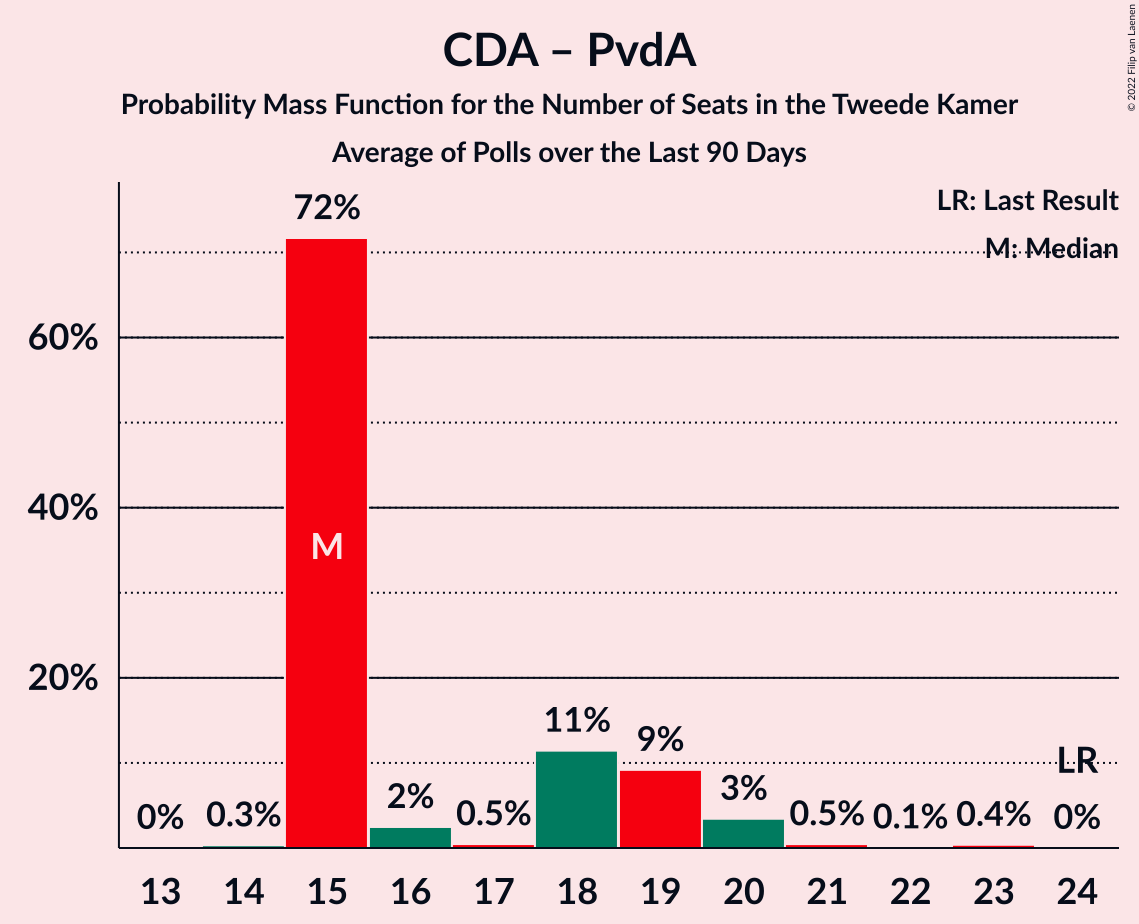 CDA – PvdA
Probability Mass Function for the Number of Seats in the Tweede Kamer
Average of Polls over the Last 90 Days
© 2022 Filip van Laenen
LR: Last Result
M: Median
72%
60%
40%
M
20%
11%
9%
LR
3%
2%
0%
0.3%
0.5%
0.5%
0.1%
0.4%
0%
13 14 15 16 17 18 19 20 21 22 23 24